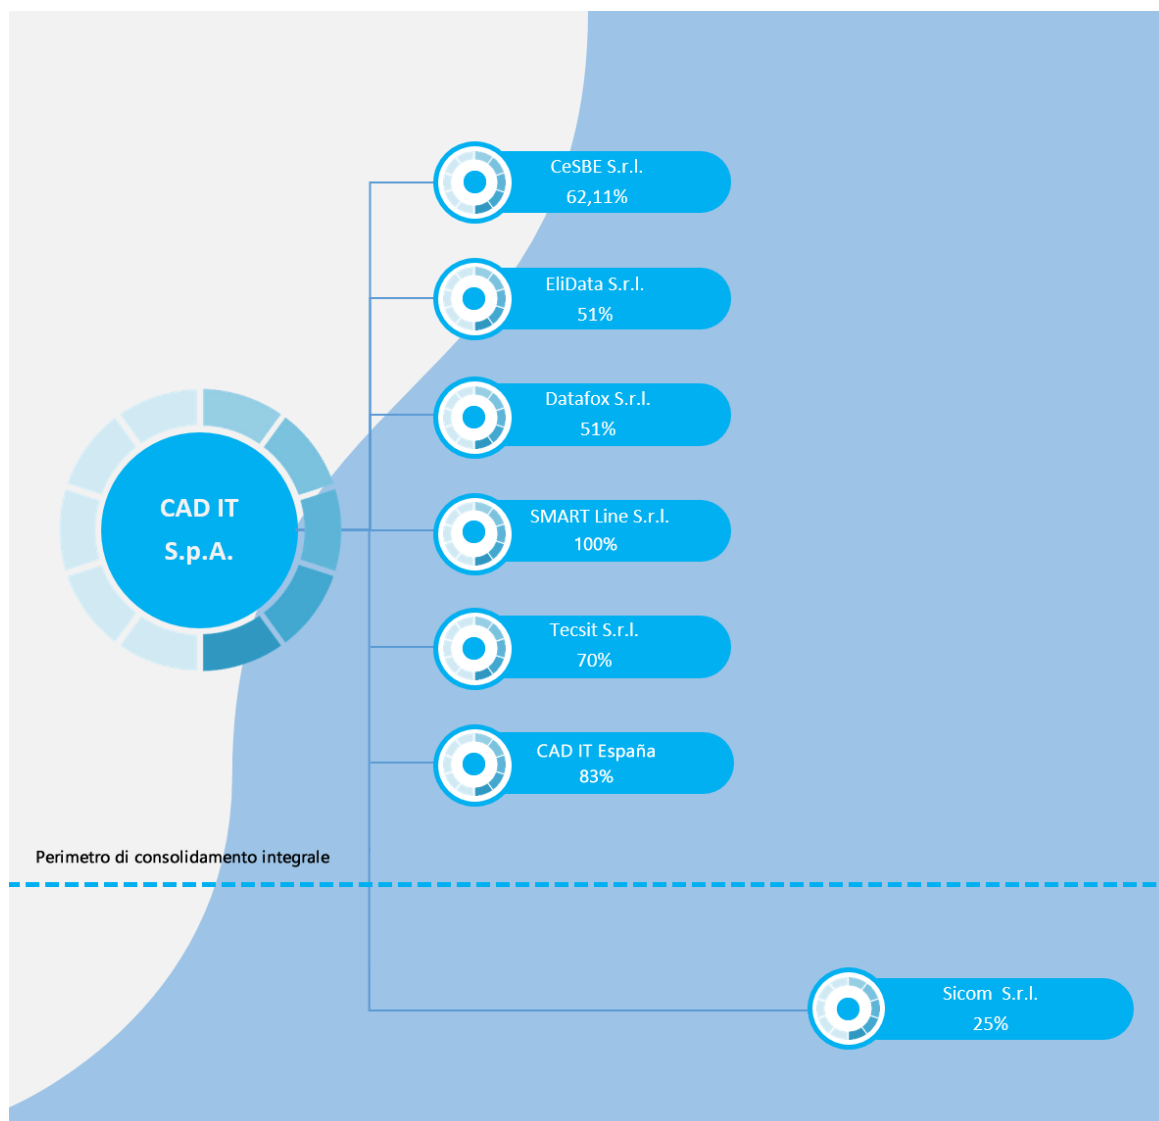 CeSBE S.r.l.
62,11%
EliData S.r.l.
51%
Datafox S.r.l.
51%
CAD IT
S.p.A.
SMART Line S.r.l.
100%
Tecsit S.r.l.
70%
CAD IT España
83%
Perimetro di consolidamento integrale
Sicom S.r.l.
25%